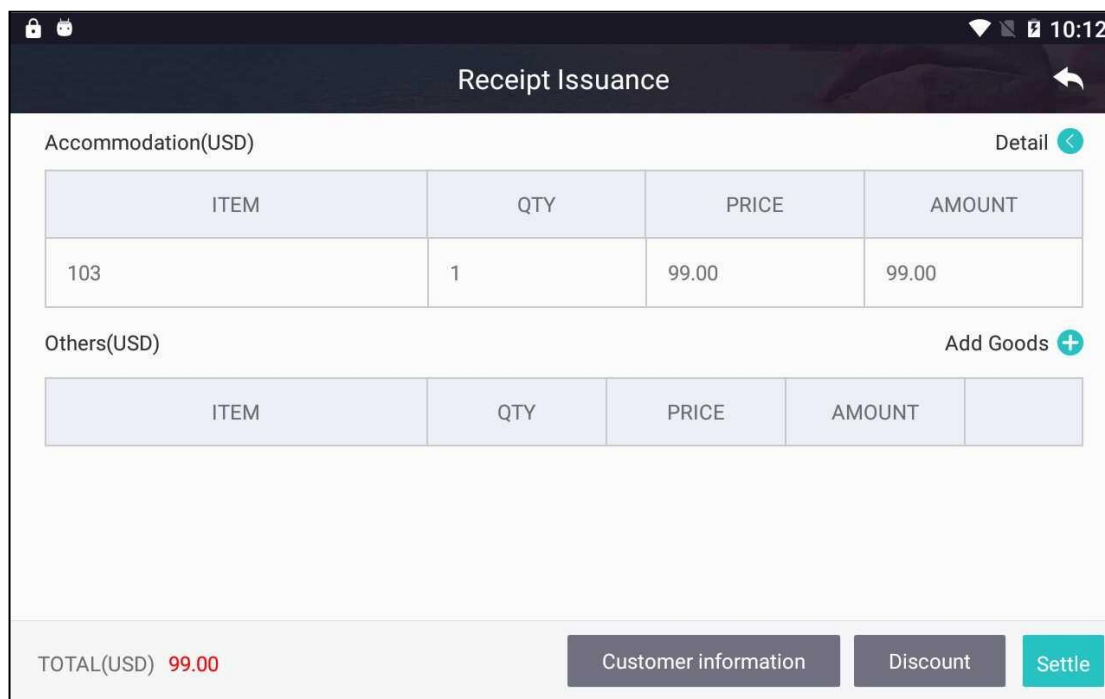 10:12
Receipt Issuance
Accommodation(USD) Detail
ITEM QTY PRICE AMOUNT
103 1 99.00 99.00
Others(USD) Add Goods
ITEM QTY PRICE AMOUNT
TOTAL(USD) 99.00 Customer information Discount Settle